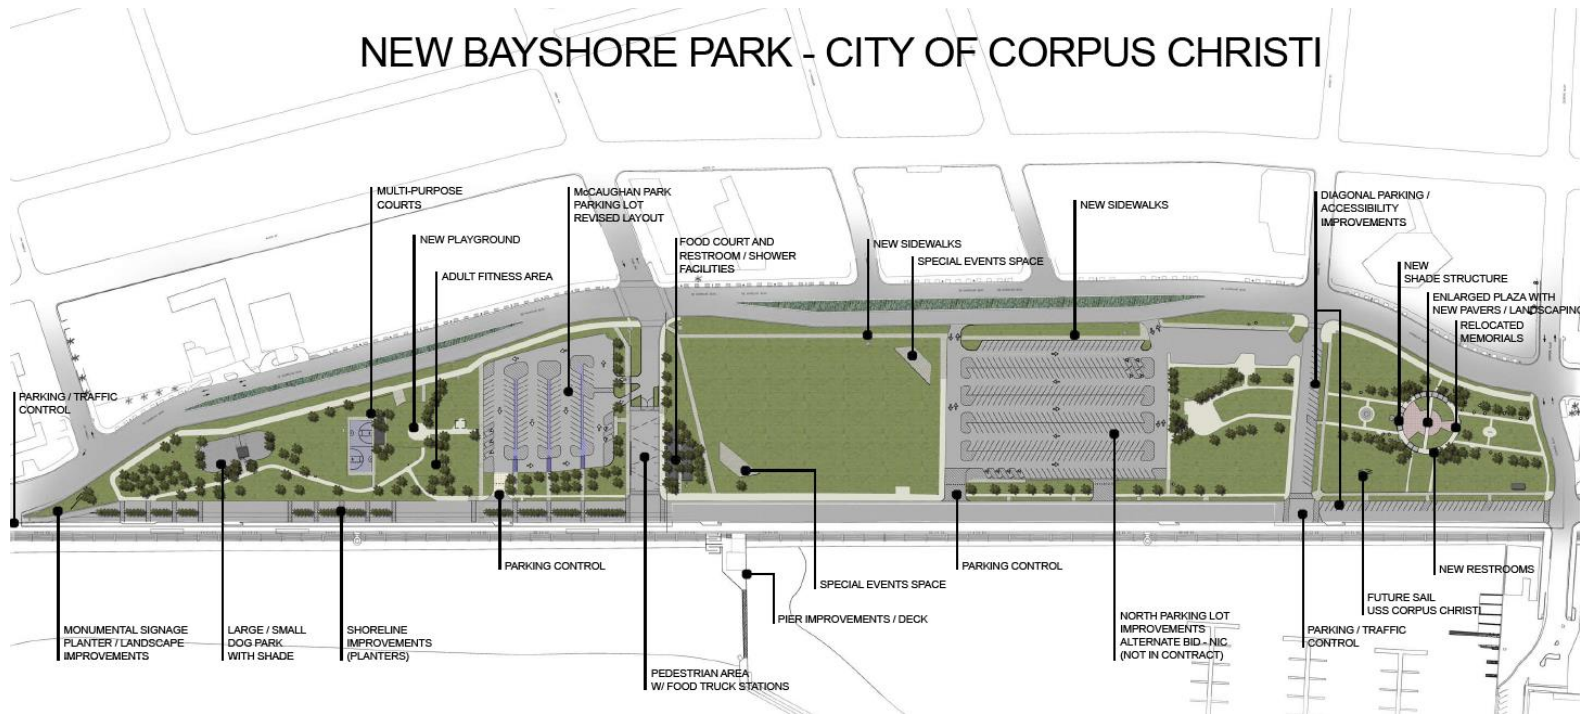 NEW BAYSHORE PARK - CITY OF CORPUS CHRISTI
MULTI-PURPOSE
COURTS
McCAUGHAN PARK
PARKING LOT
REVISED LAYOUT
NEW SIDEWALKS
DIAGONAL PARKING /
ACCESSIBILITY
IMPROVEMENTS
NEW PLAYGROUND
FOOD COURT AND
RESTROOM / SHOWER
FACILITIES
NEW SIDEWALKS
SPECIAL EVENTS SPACE
ADULT FITNESS AREA
NEW
SHADE STRUCTURE
ENLARGED PLAZA WITH
NEW PAVERS / LANDSCAPING
RELOCATED
MEMORIALS
PARKING / TRAFFIC
CONTROL
PARKING CONTROL
SPECIAL EVENTS SPACE
PARKING CONTROL
NEW RESTROOMS
PIER IMPROVEMENTS / DECK
FUTURE SAIL
USS CORPUS CHRISTI
MONUMENTAL SIGNAGE
PLANTER / LANDSCAPE
IMPROVEMENTS
LARGE / SMALL
DOG PARK
WITH SHADE
SHORELINE
IMPROVEMENTS
(PLANTERS)
NORTH PARKING LOT
IMPROVEMENTS
ALTERNATE BID - NIC
(NOT IN CONTRACT)
PARKING / TRAFFIC
CONTROL
PEDESTRIAN AREA
W/ FOOD TRUCK STATIONS